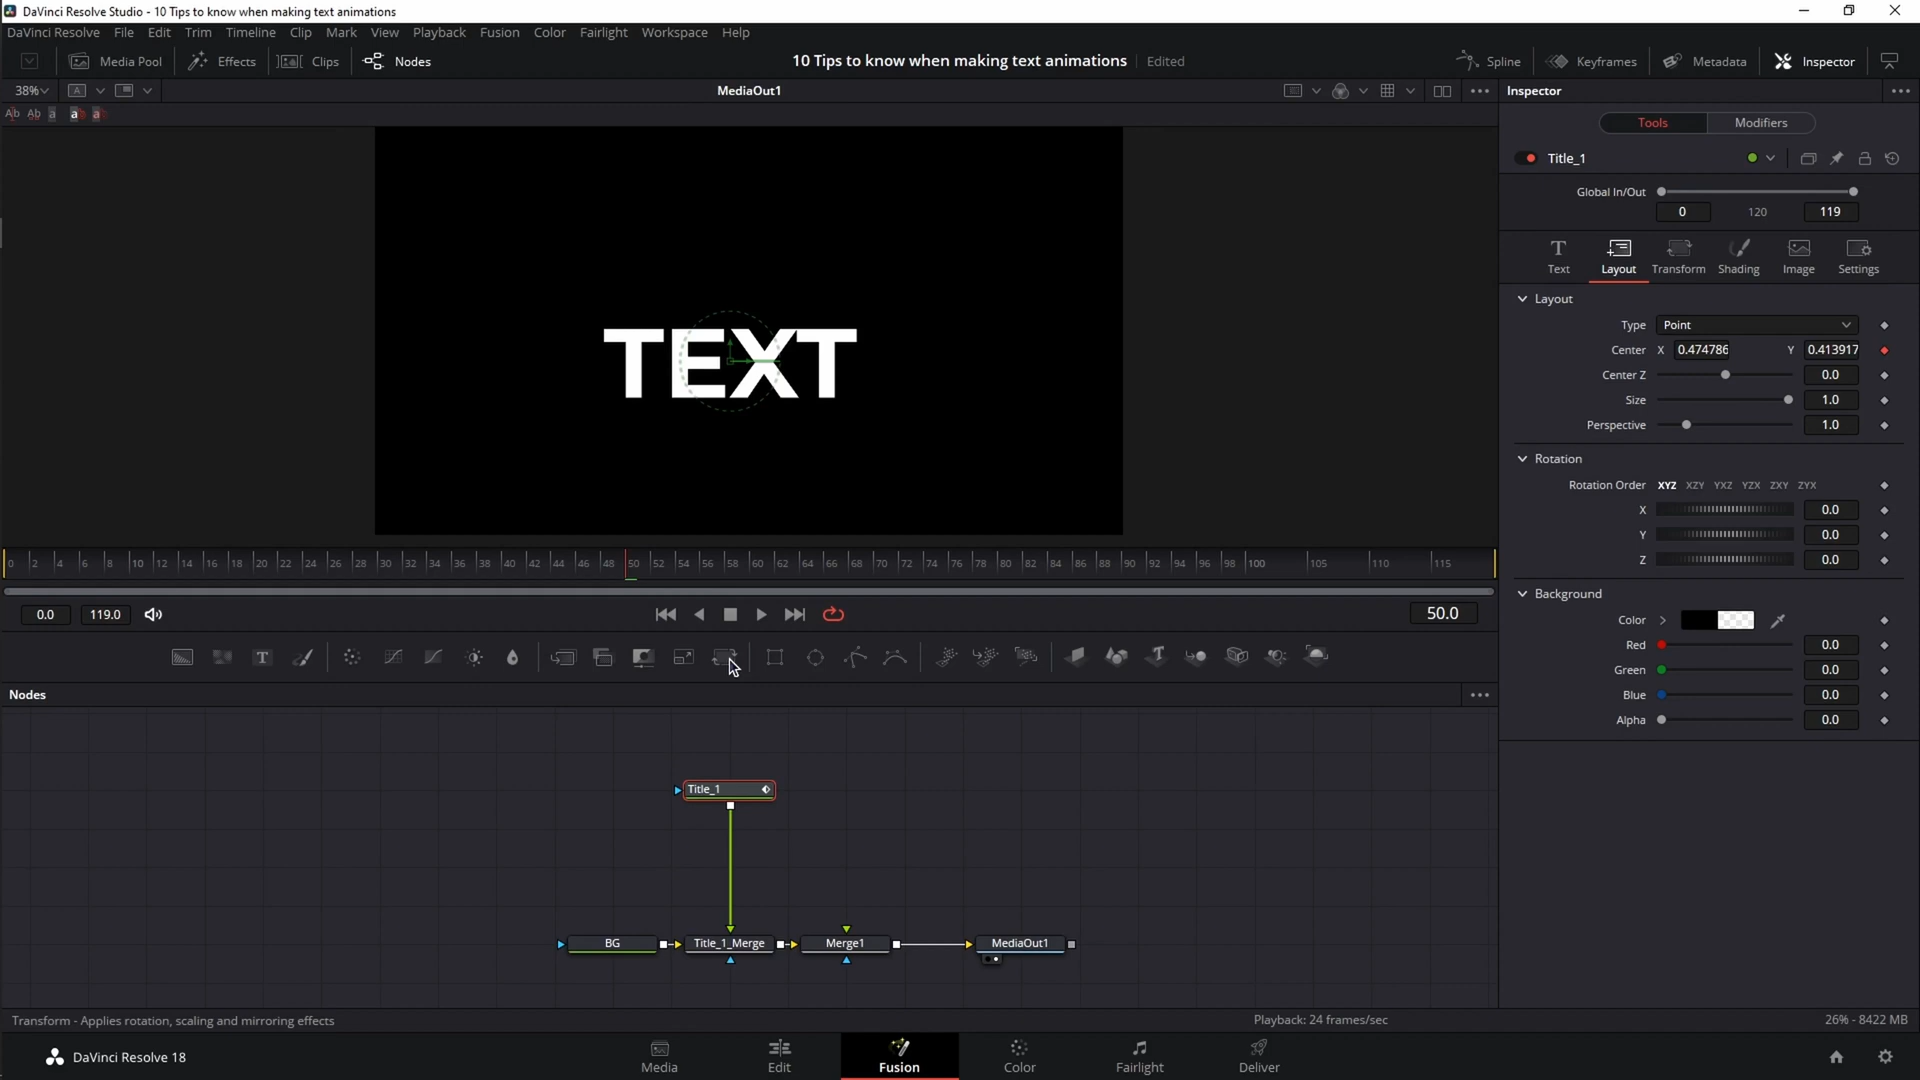 DaVinci Resolve Studio - 10 Tips to know when making text animations
DaVinci Resolve File Edit Trim Timeline Clip Mark View Playback Fusion Color Fairlight Workspace Help
Media Pool Effects Clips Nodes
10 Tips to know when making text animations Edited
Spline Keyframes Metadata Inspector
38% A MediaOut1
Inspector
Ab Ab a a a
Tools Modifiers
Title_1
Global In/Out
0 120 119
Text Layout Transform Shading Image Settings
Layout
Type Point
Center X 0.474786 Y 0.413917
Center Z 0.0
Size 1.0
Perspective 1.0
Rotation
Rotation Order XYZ XZY YXZ YZX ZXY ZYX
X 0.0
Y 0.0
Z 0.0
Background
Color
Red 0.0
Green 0.0
Blue 0.0
Alpha 0.0
TEXT
0 2 4 6 8 10 12 14 16 18 20 22 24 26 28 30 32 34 36 38 40 42 44 46 48 50 52 54 56 58 60 62 64 66 68 70 72 74 76 78 80 82 84 86 88 90 92 94 96 98 100 105 110 115
0.0 119.0 50.0
T T
Nodes
Title_1
BG Title_1_Merge Merge1 MediaOut1
Transform - Applies rotation, scaling and mirroring effects
Playback: 24 frames/sec
26% - 8422 MB
DaVinci Resolve 18
Media Edit Fusion Color Fairlight Deliver